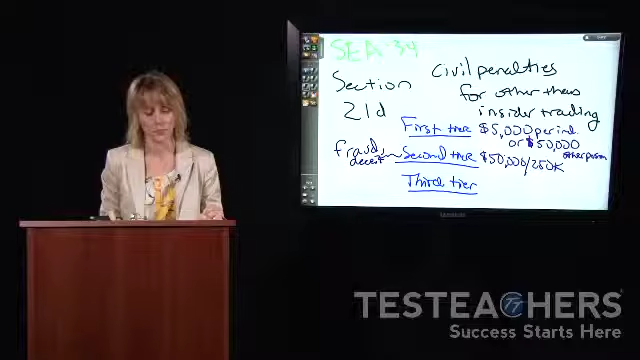 SEA-34
Section
21d
Civil penalties
for other than
insider trading
First tier $5,000 per ind.
or $50,000
other person
fraud, deceit Second tier $50,000/250K
Third tier
TESTEACHERS
TT
Success Starts Here